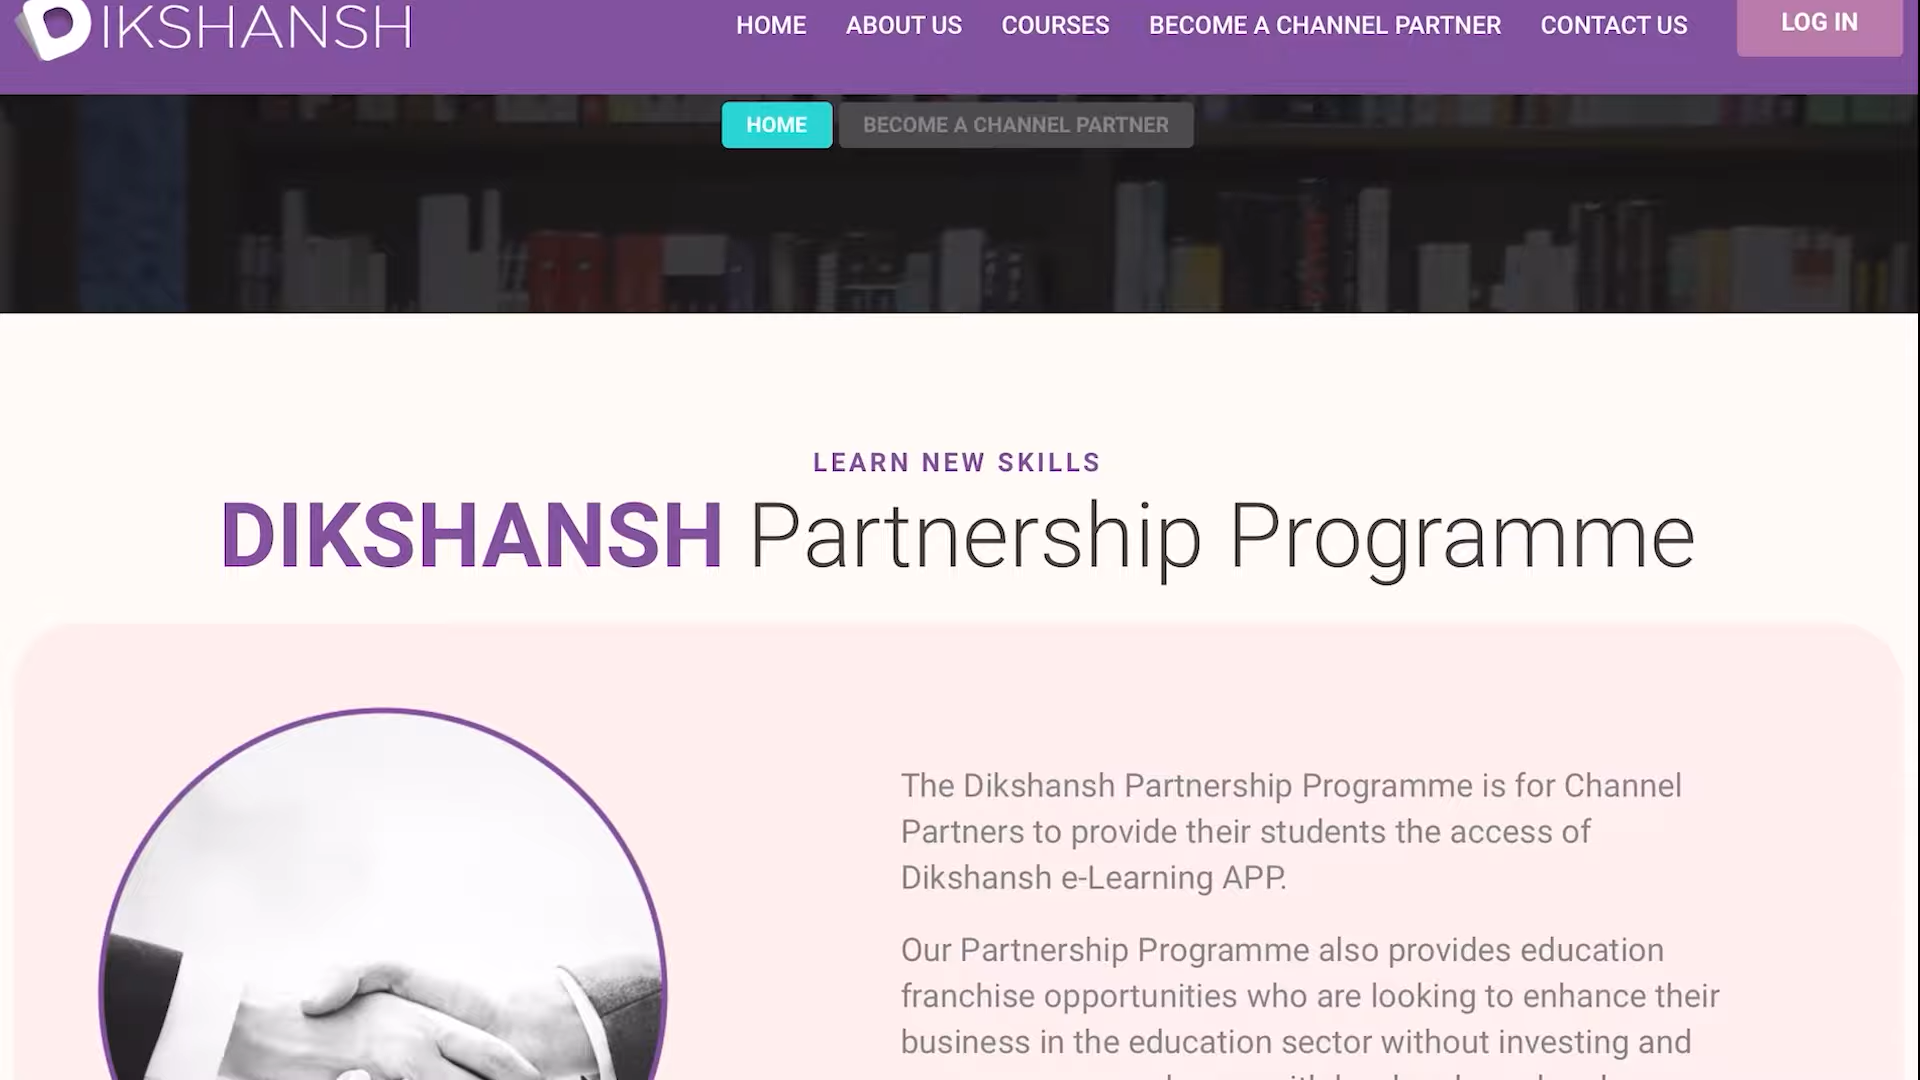 DIKSHANSH
HOME ABOUT US COURSES BECOME A CHANNEL PARTNER CONTACT US LOG IN
HOME BECOME A CHANNEL PARTNER
LEARN NEW SKILLS
DIKSHANSH Partnership Programme
The Dikshansh Partnership Programme is for Channel
Partners to provide their students the access of
Dikshansh e-Learning APP.
Our Partnership Programme also provides education
franchise opportunities who are looking to enhance their
business in the education sector without investing and